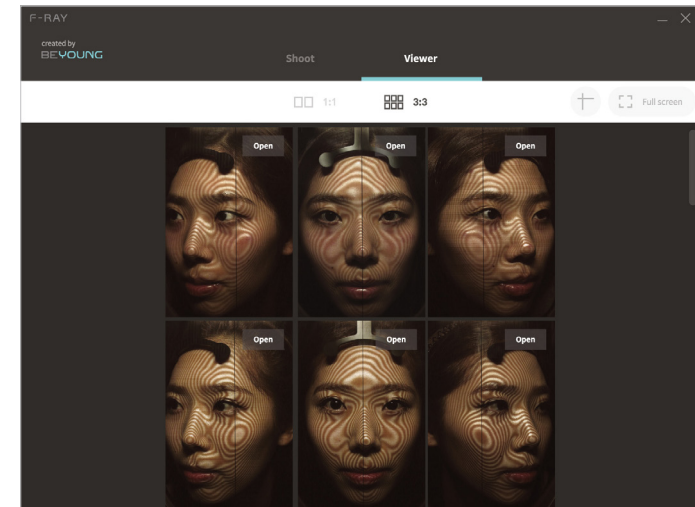 F-RAY
created by
BEYOUNG
Shoot
Viewer
1:1
3:3
Full screen
Open
Open
Open
Open
Open
Open